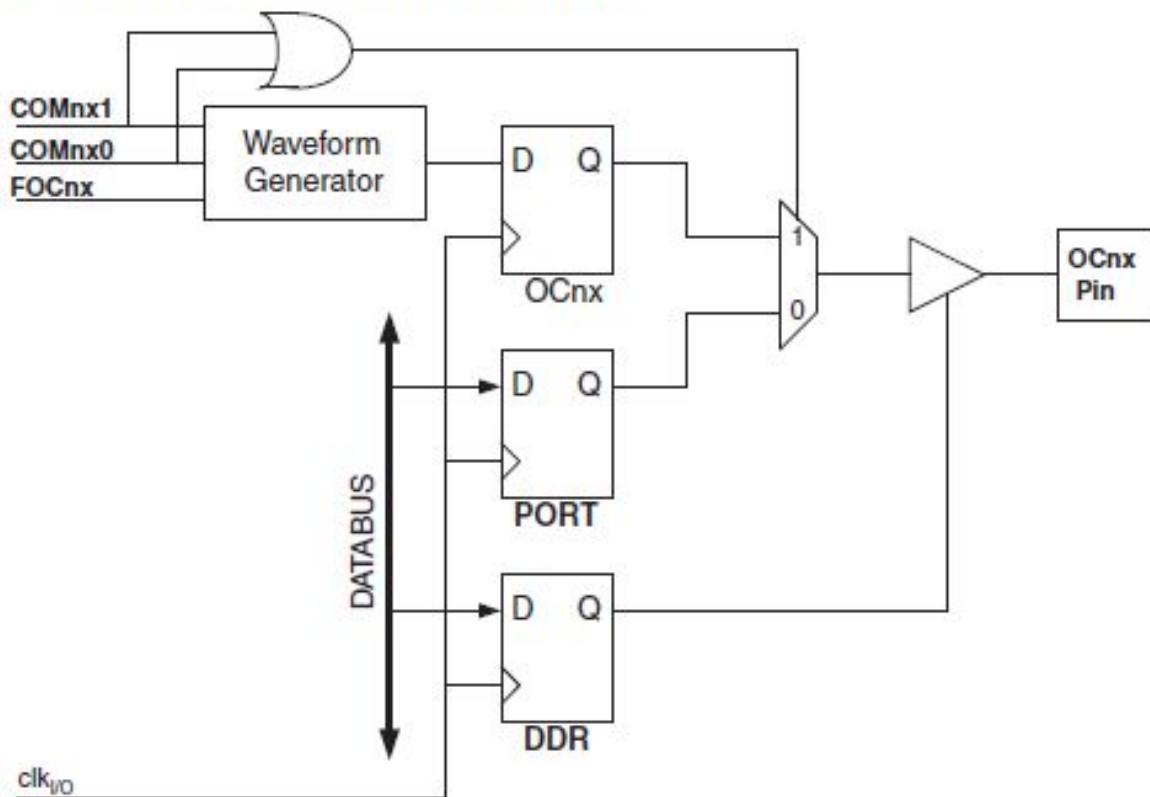 COMnx1
COMnx0
FOCnx
Waveform
Generator
D Q
OCnx
1
0
OCnx
Pin
D Q
PORT
DATABUS
D Q
DDR
clkI/O